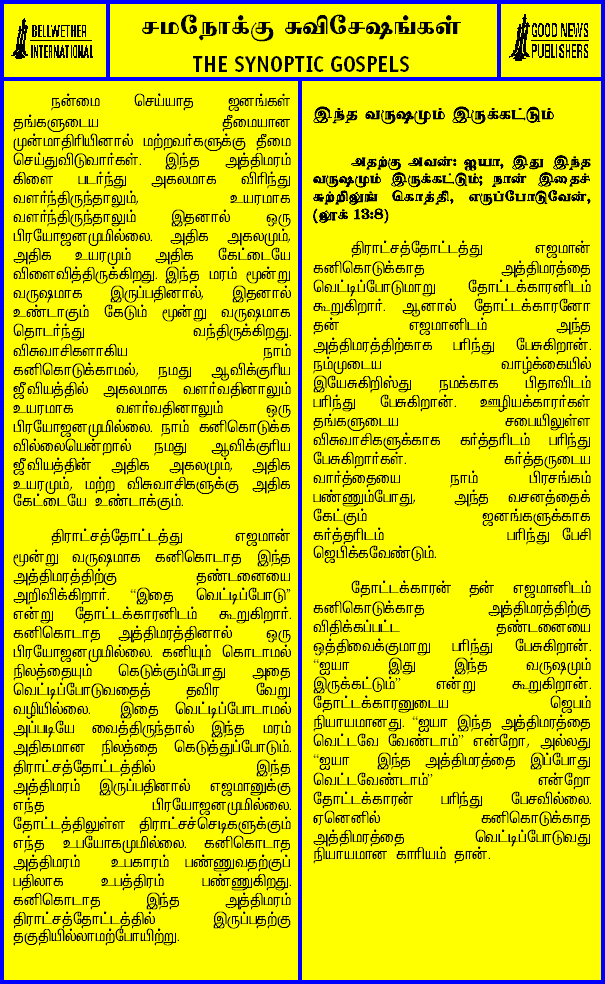 BELLWETHER
INTERNATIONAL
சமநோக்கு சுவிசேஷங்கள்
THE SYNOPTIC GOSPELS
GOOD NEWS
PUBLISHERS
நன்மை செய்யாத ஜனங்கள்
தங்களுடைய தீமையான
முன்மாதிரியினால் மற்றவர்களுக்கு தீமை
செய்துவிடுவார்கள். இந்த அத்திமரம்
கிளை படர்ந்து அகலமாக விரிந்து
வளர்ந்திருந்தாலும், உயரமாக
வளர்ந்திருந்தாலும் இதனால் ஒரு
பிரயோஜனமுமில்லை. அதிக அகலமும்,
அதிக உயரமும் அதிக கேட்டையே
விளைவித்திருக்கிறது. இந்த மரம் மூன்று
வருஷமாக இருப்பதினால், இதனால்
உண்டாகும் கேடும் மூன்று வருஷமாக
தொடர்ந்து வந்திருக்கிறது.
விசுவாசிகளாகிய நாம்
கனிகொடுக்காமல், நமது ஆவிக்குரிய
ஜீவியத்தில் அகலமாக வளர்வதினாலும்
உயரமாக வளர்வதினாலும் ஒரு
பிரயோஜனமுமில்லை. நாம் கனிகொடுக்க
வில்லையென்றால் நமது ஆவிக்குரிய
ஜீவியத்தின் அதிக அகலமும், அதிக
உயரமும், மற்ற விசுவாசிகளுக்கு அதிக
கேட்டையே உண்டாக்கும்.
திராட்சத்தோட்டத்து எஜமான்
மூன்று வருஷமாக கனிகொடாத இந்த
அத்திமரத்திற்கு தண்டனையை
அறிவிக்கிறார். “இதை வெட்டிப்போடு”
என்று தோட்டக்காரனிடம் கூறுகிறார்.
கனிகொடாத அத்திமரத்தினால் ஒரு
பிரயோஜனமுமில்லை. கனியும் கொடாமல்
நிலத்தையும் கெடுக்கும்போது அதை
வெட்டிப்போடுவதைத் தவிர வேறு
வழியில்லை. இதை வெட்டிப்போடாமல்
அப்படியே வைத்திருந்தால் இந்த மரம்
அதிகமான நிலத்தை கெடுத்துப்போடும்.
திராட்சத்தோட்டத்தில் இந்த
அத்திமரம் இருப்பதினால் எஜமானுக்கு
எந்த பிரயோஜனமுமில்லை.
தோட்டத்திலுள்ள திராட்சச்செடிகளுக்கும்
எந்த உபயோகமுமில்லை. கனிகொடாத
அத்திமரம் உபகாரம் பண்ணுவதற்குப்
பதிலாக உபத்திரம் பண்ணுகிறது.
கனிகொடாத இந்த அத்திமரம்
திராட்சத்தோட்டத்தில் இருப்பதற்கு
தகுதியில்லாமற்போயிற்று.
இந்த வருஷமும் இருக்கட்டும்
அதற்கு அவன்: ஐயா, இது இந்த
வருஷமும் இருக்கட்டும்; நான் இதைச்
சுற்றிலுங் கொத்தி, எருப்போடுவேன்,
(லூக் 13:8)
திராட்சத்தோட்டத்து எஜமான்
கனிகொடுக்காத அத்திமரத்தை
வெட்டிப்போடுமாறு தோட்டக்காரனிடம்
கூறுகிறார். ஆனால் தோட்டக்காரனோ
தன் எஜமானிடம் அந்த
அத்திமரத்திற்காக பரிந்து பேசுகிறான்.
நம்முடைய வாழ்க்கையில்
இயேசுகிறிஸ்து நமக்காக பிதாவிடம்
பரிந்து பேசுகிறான். ஊழியக்காரர்கள்
தங்களுடைய சபையிலுள்ள
விசுவாசிகளுக்காக கர்த்தரிடம் பரிந்து
பேசுகிறார்கள். கர்த்தருடைய
வார்த்தையை நாம் பிரசங்கம்
பண்ணும்போது, அந்த வசனத்தைக்
கேட்கும் ஜனங்களுக்காக
கர்த்தரிடம் பரிந்து பேசி
ஜெபிக்கவேண்டும்.
தோட்டக்காரன் தன் எஜமானிடம்
கனிகொடுக்காத அத்திமரத்திற்கு
விதிக்கப்பட்ட தண்டனையை
ஒத்திவைக்குமாறு பரிந்து பேசுகிறான்.
“ஐயா இது இந்த வருஷமும்
இருக்கட்டும்” என்று கூறுகிறான்.
தோட்டக்காரனுடைய ஜெபம்
நியாயமானது. “ஐயா இந்த அத்திமரத்தை
வெட்டவே வேண்டாம்” என்றோ, அல்லது
“ஐயா இந்த அத்திமரத்தை இப்போது
வெட்டவேண்டாம்” என்றோ
தோட்டக்காரன் பரிந்து பேசவில்லை.
ஏனெனில் கனிகொடுக்காத
அத்திமரத்தை வெட்டிப்போடுவது
நியாயமான காரியம் தான்.